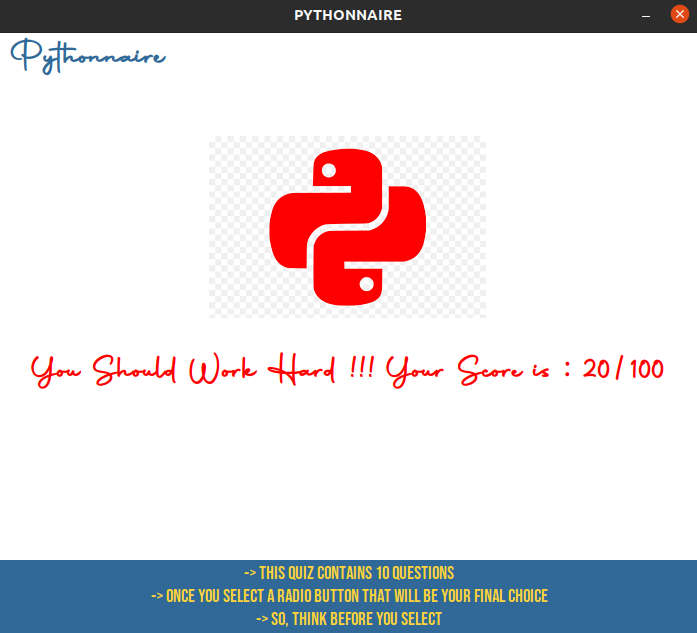 PYTHONNAIRE
Pythonnaire
You Should Work Hard !!! Your Score is : 20/100
-> THIS QUIZ CONTAINS 10 QUESTIONS
-> ONCE YOU SELECT A RADIO BUTTON THAT WILL BE YOUR FINAL CHOICE
-> SO, THINK BEFORE YOU SELECT